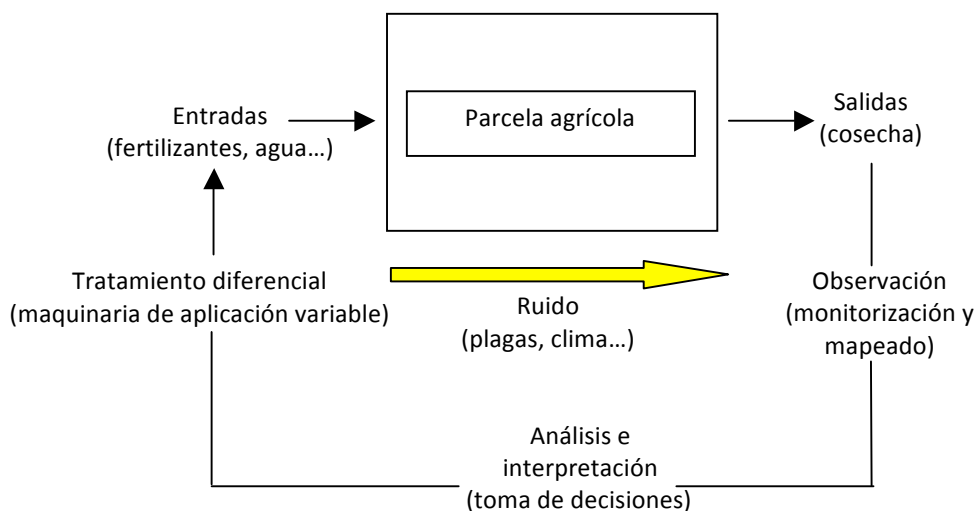 Entradas
(fertilizantes, agua…)
Parcela agrícola
Salidas
(cosecha)
Tratamiento diferencial
(maquinaria de aplicación variable)
Ruido
(plagas, clima…)
Observación
(monitorización y
mapeado)
Análisis e
interpretación
(toma de decisiones)